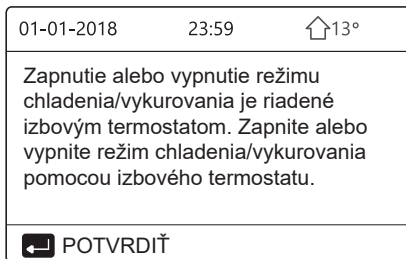 01-01-2018 23:59 13°
Zapnutie alebo vypnutie režimu
chladenia/vykurovania je riadené
izbovým termostatom. Zapnite alebo
vypnite režim chladenia/vykurovania
pomocou izbového termostatu.
POTVRDIŤ